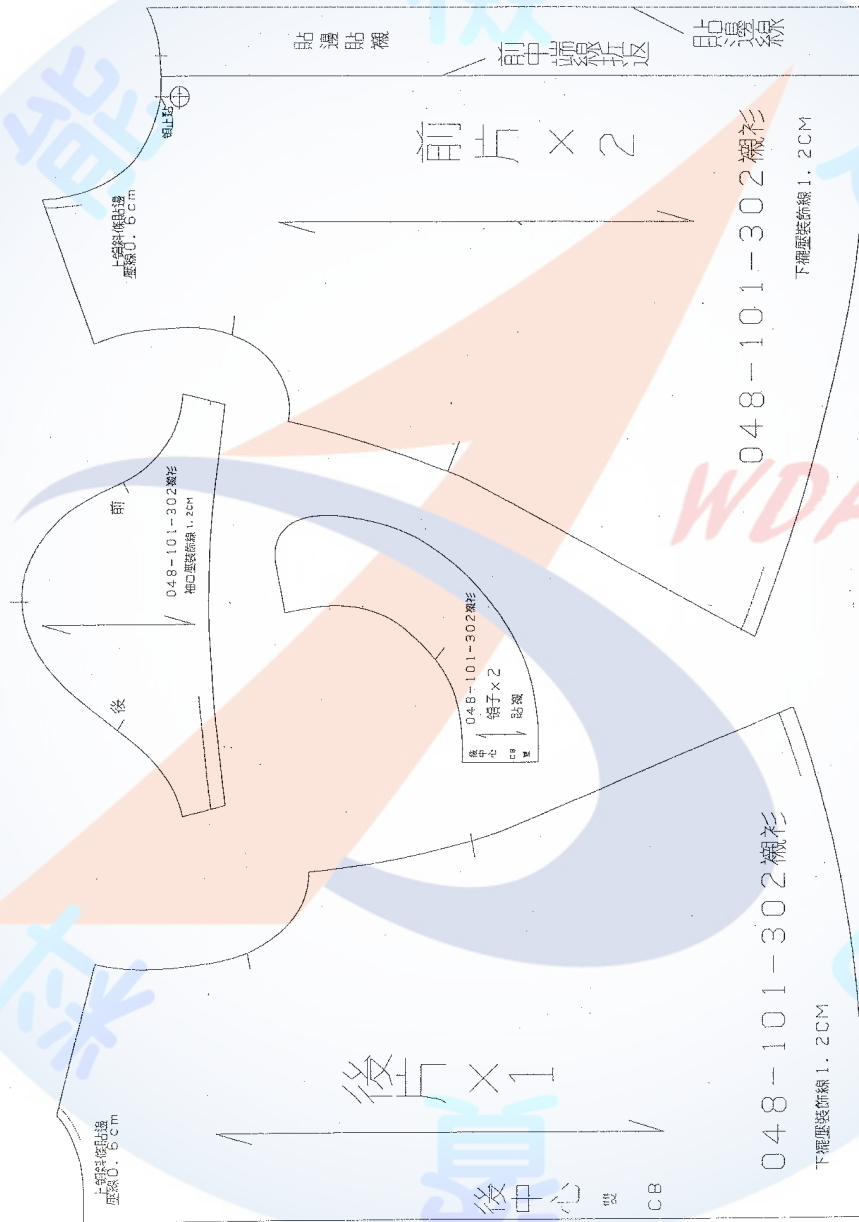 貼邊貼襯
前中端線折返
貼邊線
領止點
前片×2
上領斜條貼邊
壓線0.6cm
048-101-302襯衫
下襬壓裝飾線1.2CM
前
後
048-101-302襯衫
袖口壓裝飾線1.2CM
048-101-302襯衫
領子×2
貼襯
後中心
CB
雙
後片×1
上領斜條貼邊
壓線0.6cm
048-101-302襯衫
下襬壓裝飾線1.2CM
後中心
CB
WDA